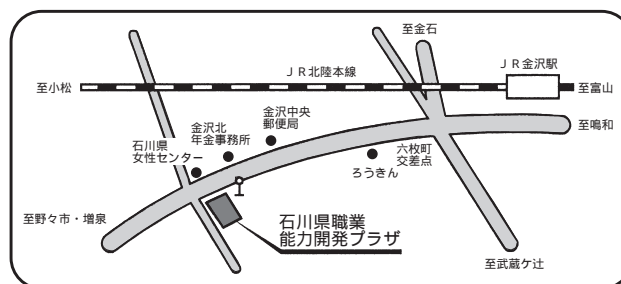 至金石
ＪＲ北陸本線
ＪＲ金沢駅
至小松
至富山
金沢中央
郵便局
至鳴和
金沢北
年金事務所
石川県
女性センター
六枚町
交差点
ろうきん
至野々市・増泉
石川県職業
能力開発プラザ
至武蔵ケ辻